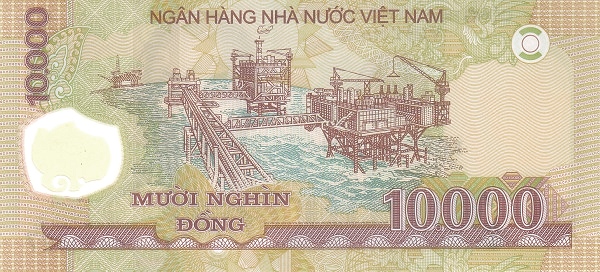 NGÂN HÀNG NHÀ NƯỚC VIỆT NAM
10.000
MƯỜI NGHÌN
ĐỒNG
10000